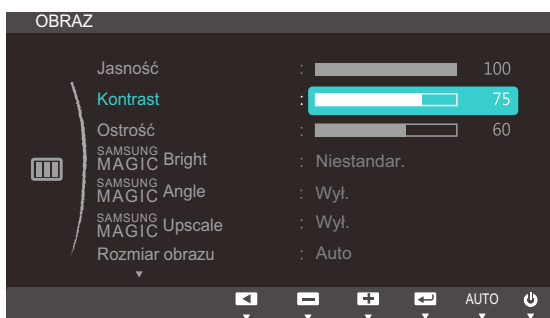 OBRAZ
Jasność : 100
Kontrast : 75
Ostrość : 60
SAMSUNG MAGIC Bright : Niestandar.
SAMSUNG MAGIC Angle : Wył.
SAMSUNG MAGIC Upscale : Wył.
Rozmiar obrazu : Auto
AUTO